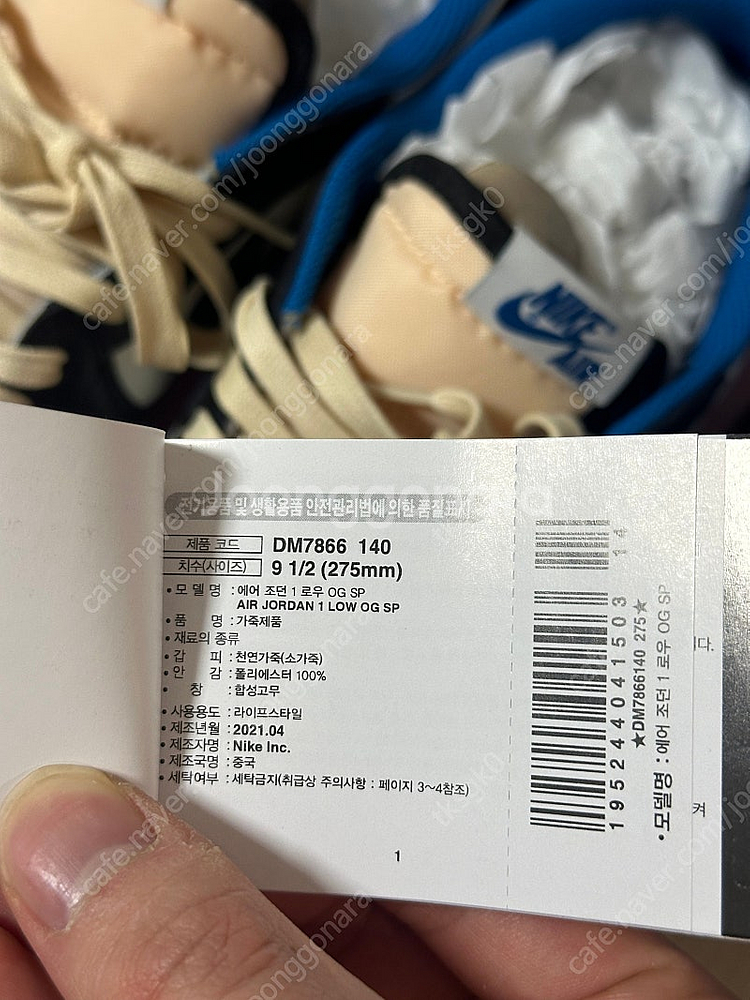 NIKE
AIR
전기용품 및 생활용품 안전관리법에 의한 품질표시
제품 코드 DM7866 140
치수(사이즈) 9 1/2 (275mm)
• 모 델 명 : 에어 조던 1 로우 OG SP
AIR JORDAN 1 LOW OG SP
• 품 명 : 가죽제품
• 재료의 종류
• 갑 피 : 천연가죽(소가죽)
• 안 감 : 폴리에스터 100%
• 창 : 합성고무
• 사용용도 : 라이프스타일
• 제조년월 : 2021.04
• 제조자명 : Nike Inc.
• 제조국명 : 중국
• 세탁여부 : 세탁금지(취급상 주의사항 : 페이지 3~4참조)
1
14
195244041503
★DM7866140 275★
• 모델명 : 에어 조던 1 로우 OG SP
다.
켜
cafe.naver.com/joonggonara
tkgk0
joonggonara